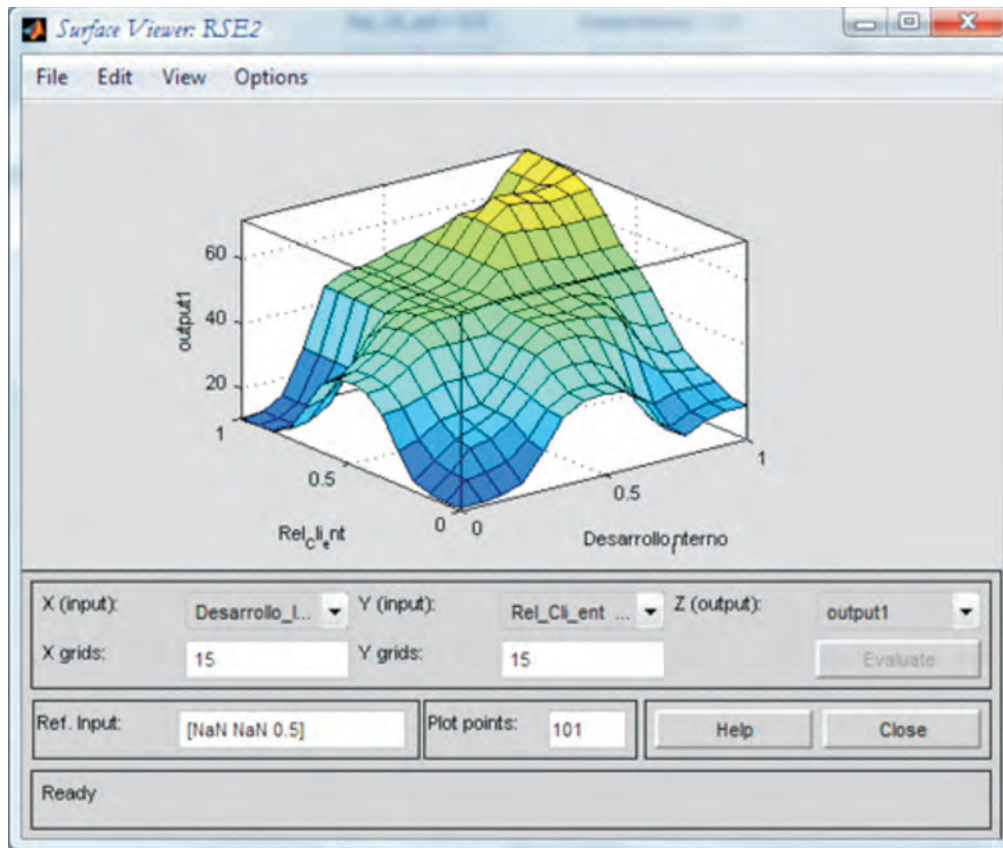 Surface Viewer: RSE2
File Edit View Options
60
40
20
output1
1
0.5
0
0
0.5
1
Rel_Cli_ent
Desarrollo_Interno
X (input):
Desarrollo_I...
Y (input):
Rel_Cli_ent ...
Z (output):
output1
X grids:
15
Y grids:
15
Evaluate
Ref. Input:
[NaN NaN 0.5]
Plot points:
101
Help
Close
Ready